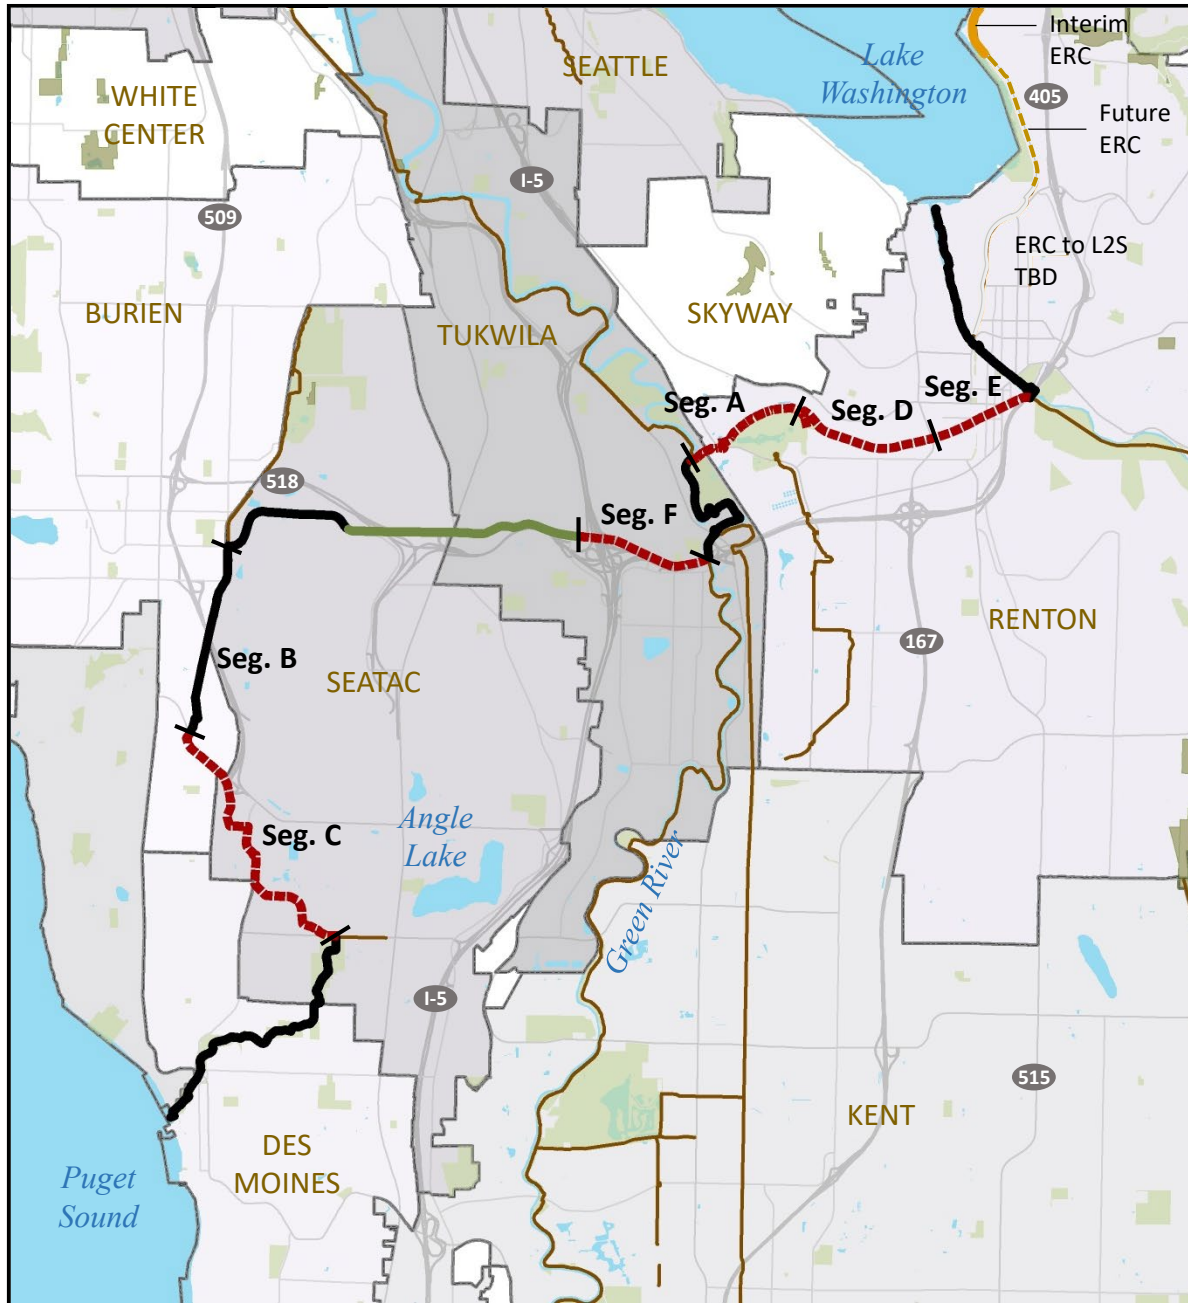 Interim
ERC
SEATTLE
Lake
Washington
WHITE
CENTER
405
Future
ERC
I-5
509
ERC to L2S
TBD
BURIEN
SKYWAY
TUKWILA
Seg. A
Seg. D
Seg. E
518
Seg. F
RENTON
167
Seg. B
SEATAC
Seg. C
Angle
Lake
Green River
I-5
515
KENT
DES
MOINES
Puget
Sound